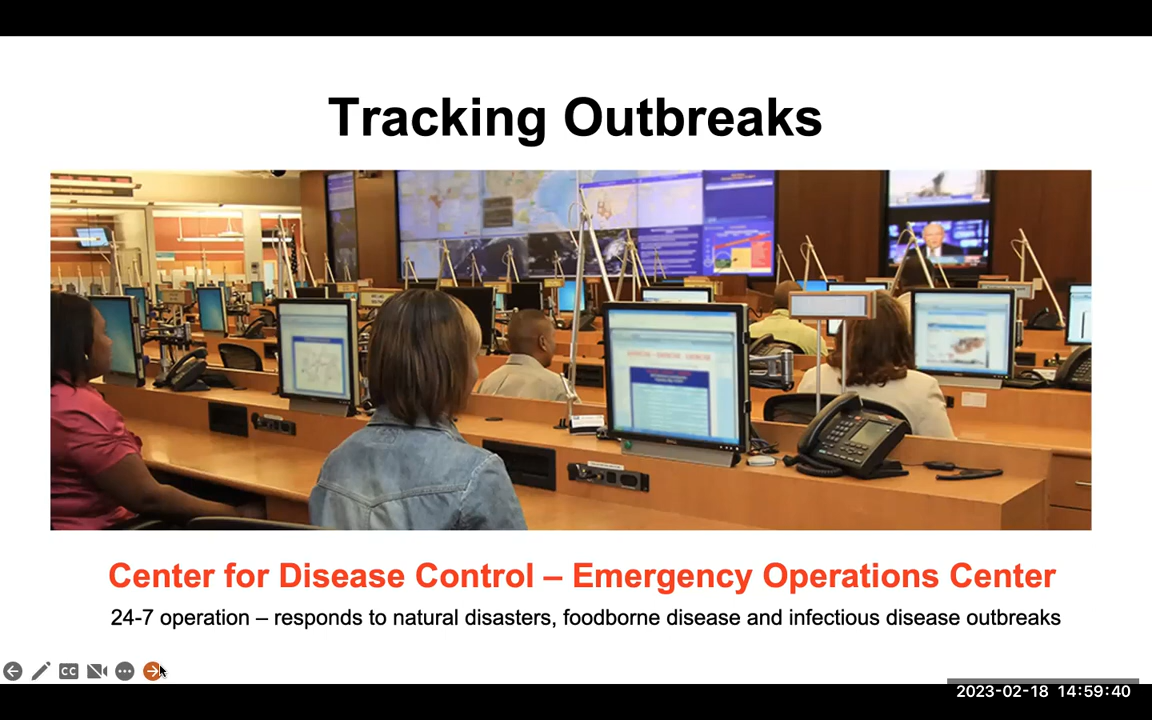 Tracking Outbreaks
Center for Disease Control – Emergency Operations Center
24-7 operation – responds to natural disasters, foodborne disease and infectious disease outbreaks
CC
2023-02-18 14:59:40